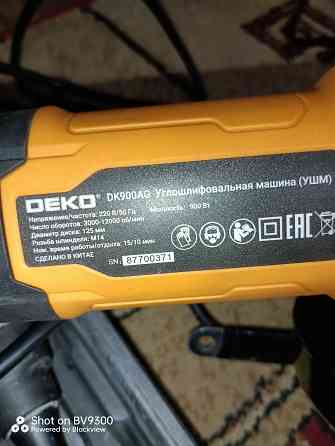 DEKO DK900AG Углошлифовальная машина (УШМ)
Напряжение/частота: 220 В/50 Гц Мощность: 900 Вт
Число оборотов: 3000-12000 об/мин
Диаметр диска: 125 мм
Резьба шпинделя: М14
Ном. время работы/отдыха: 15/10 мин.
СДЕЛАНО В КИТАЕ
SN.: 87700371
EAC
Shot on BV9300
Powered by Blackview